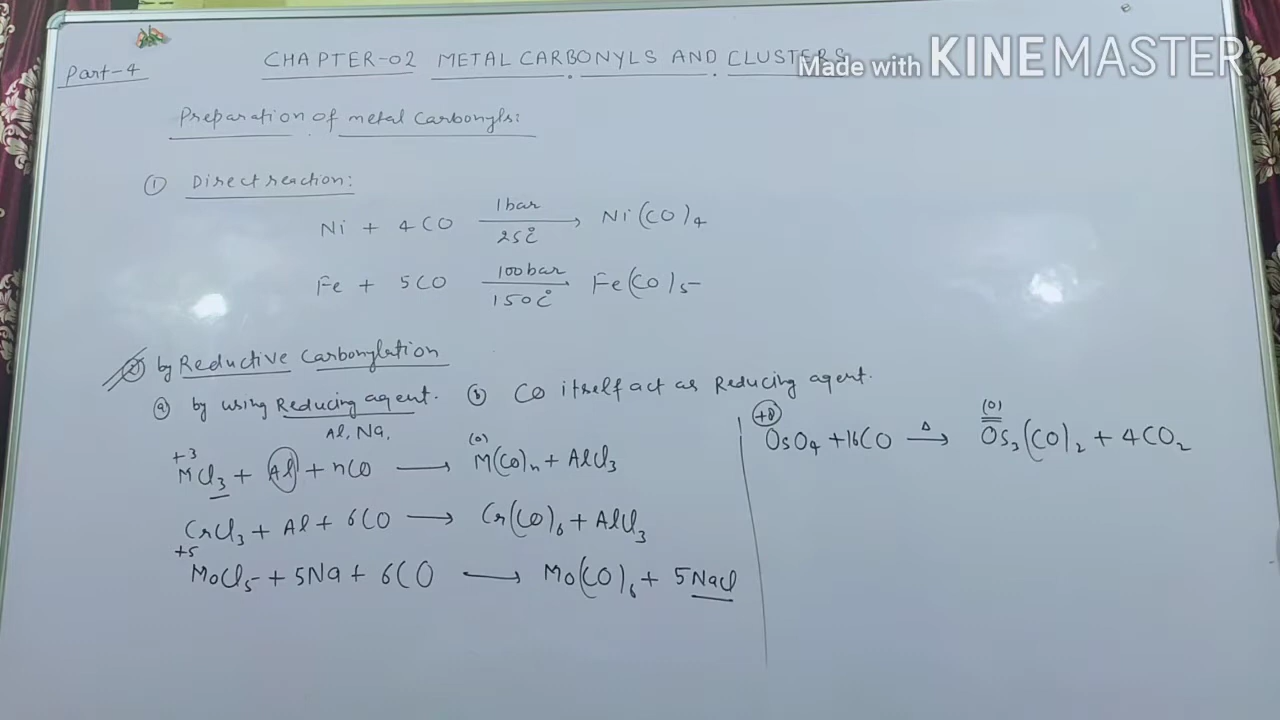 CHAPTER-02 METAL CARBONYLS AND CLUSTERS
Made with KINEMASTER
Part-4
Preparation of metal carbonyls:
① Direct reaction:
Ni + 4CO 1bar / 25°C → Ni(CO)4
Fe + 5CO 100bar / 150°C → Fe(CO)5
② by Reductive Carbonylation
ⓐ by using Reducing agent. ⓑ CO itself act as Reducing agent.
Al, Na,
+3 (0)
MCl3 + Al + nCO → M(CO)n + AlCl3
CrCl3 + Al + 6CO → Cr(CO)6 + AlCl3
+5
MoCl5 + 5Na + 6CO → Mo(CO)6 + 5NaCl
+8 (0)
OsO4 + 16CO Δ → Os3(CO)2 + 4CO2